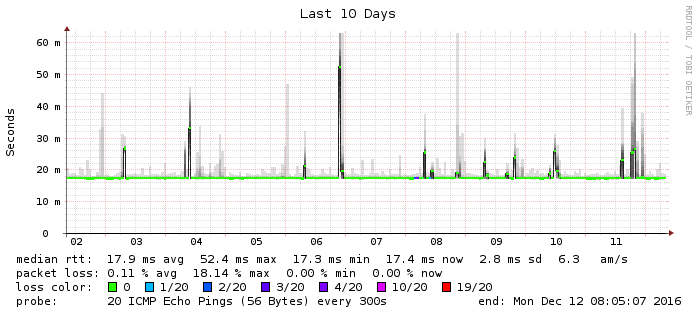 Last 10 Days
RRDTOOL / TOBI OETIKER
Seconds
60 m
50 m
40 m
30 m
20 m
10 m
0
02 03 04 05 06 07 08 09 10 11
median rtt: 17.9 ms avg 52.4 ms max 17.3 ms min 17.4 ms now 2.8 ms sd 6.3 am/s
packet loss: 0.11 % avg 18.14 % max 0.00 % min 0.00 % now
loss color: 0 1/20 2/20 3/20 4/20 10/20 19/20
probe: 20 ICMP Echo Pings (56 Bytes) every 300s end: Mon Dec 12 08:05:07 2016